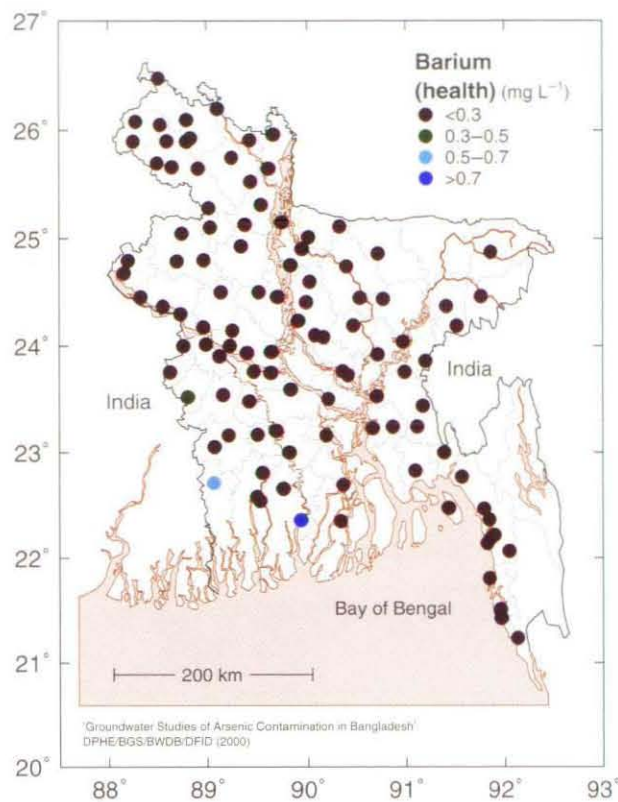 27°
26°
25°
24°
23°
22°
21°
20°
88°
89°
90°
91°
92°
93°
Barium
(health) (mg L⁻¹)
<0.3
0.3–0.5
0.5–0.7
>0.7
India
India
Bay of Bengal
200 km
'Groundwater Studies of Arsenic Contamination in Bangladesh'
DPHE/BGS/BWDB/DFID (2000)